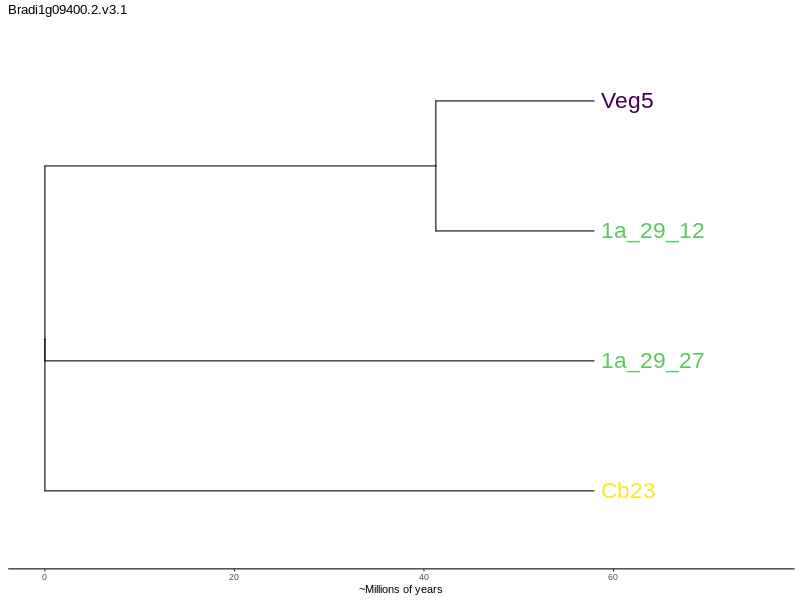 Bradi1g09400.2.v3.1
Veg5
1a_29_12
1a_29_27
Cb23
0 20 40 60
~Millions of years